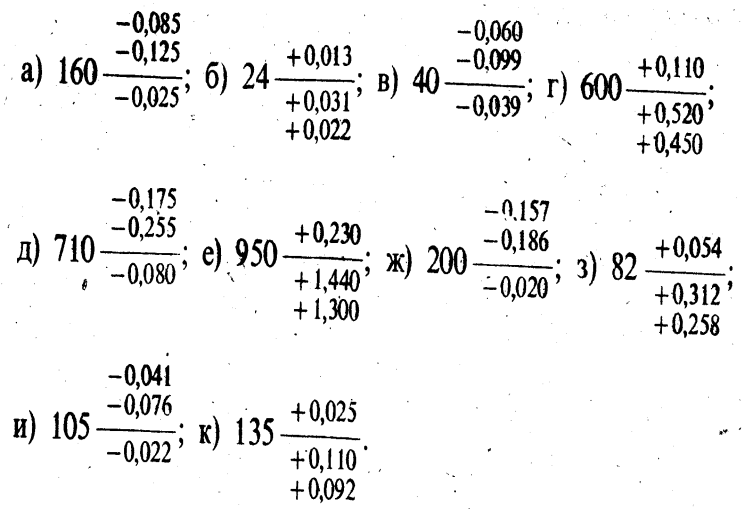 −0,085 −0,060
−0,125 +0,013 −0,099 +0,110
а) 160 ; б) 24 ; в) 40 ; г) 600 ;
−0,025 +0,031 −0,039 +0,520
+0,022 +0,450
−0,175 −0,157
−0,255 +0,230 −0,186 +0,054
д) 710 ; е) 950 ; ж) 200 ; з) 82 ;
−0,080 +1,440 −0,020 +0,312
+1,300 +0,258
−0,041
−0,076 +0,025
и) 105 ; к) 135 .
−0,022 +0,110
+0,092